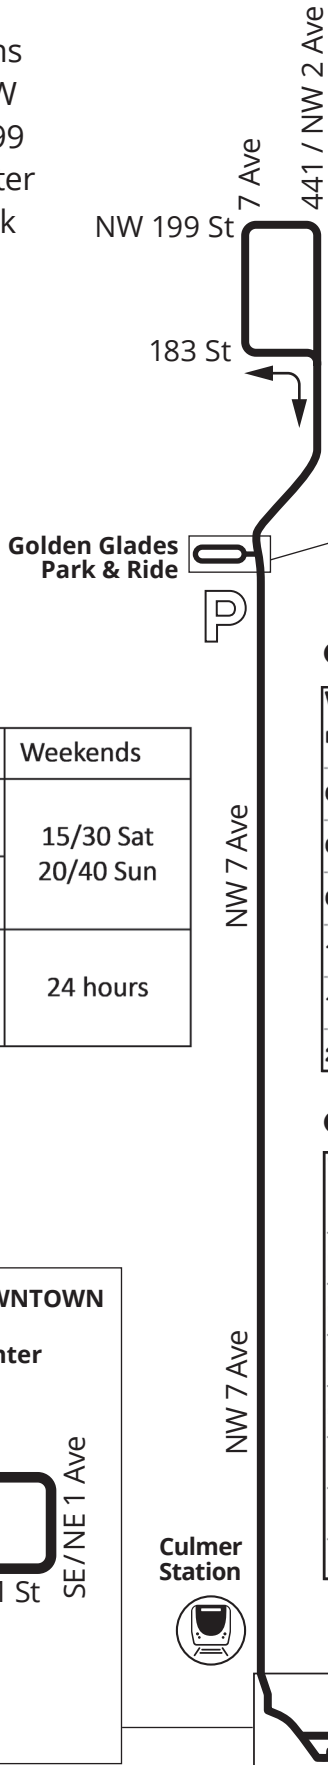 441 / NW 2 Ave
7 Ave
NW 199 St
183 St
Golden Glades
Park & Ride
P
Weekends
15/30 Sat
20/40 Sun
24 hours
NW 7 Ave
NW 7 Ave
SE/NE 1 Ave
St
Culmer
Station